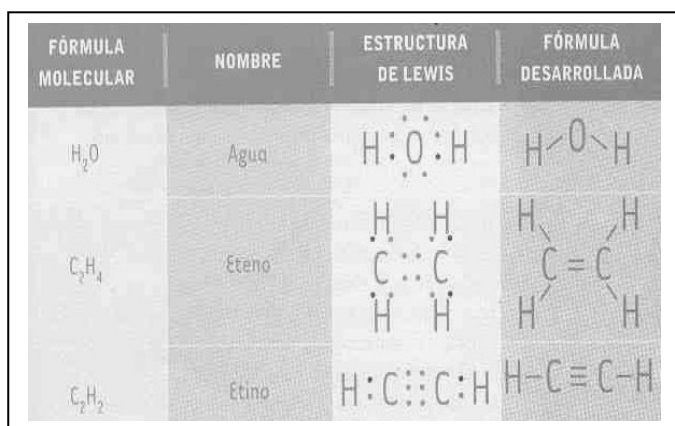 FÓRMULA MOLECULAR | NOMBRE | ESTRUCTURA DE LEWIS | FÓRMULA DESARROLLADA
H₂O | Agua | H:O:H | H O H
C₂H₄ | Eteno | H H C::C H H | H H C=C H H
C₂H₂ | Etino | H:C⫶⫶C:H | H-C≡C-H